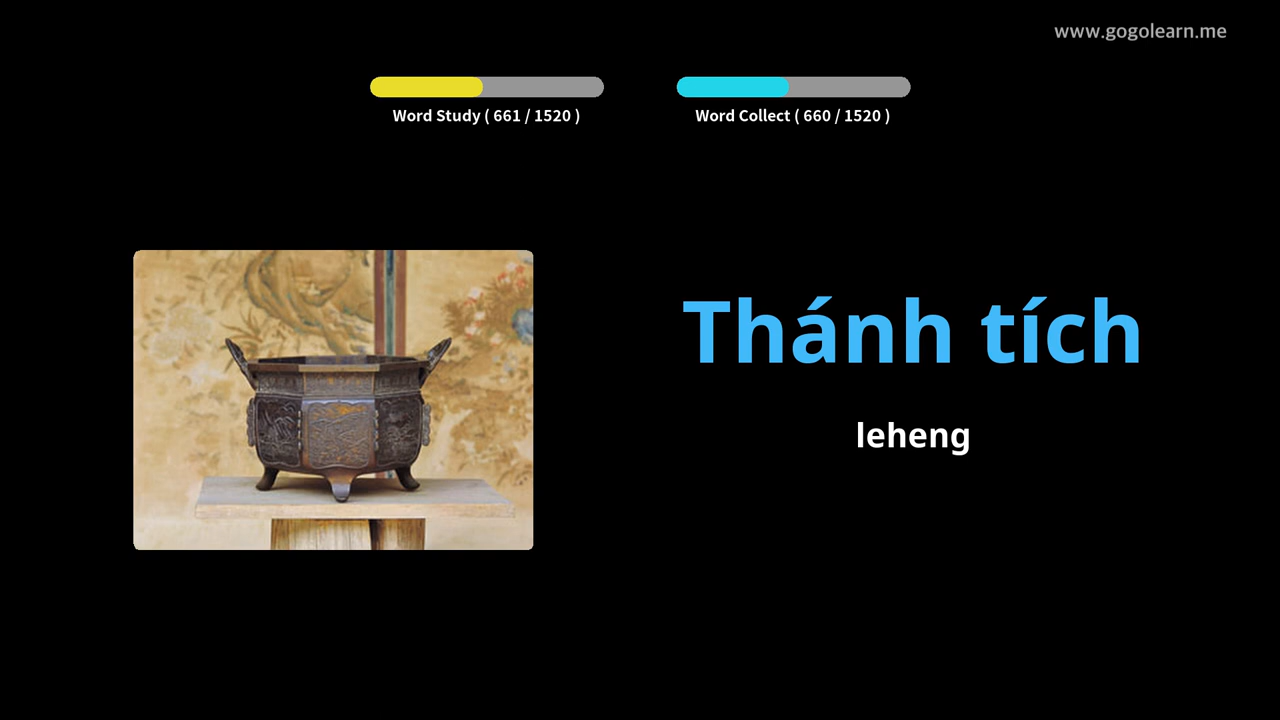 www.gogolearn.me
Word Study ( 661 / 1520 )
Word Collect ( 660 / 1520 )
Thánh tích
leheng